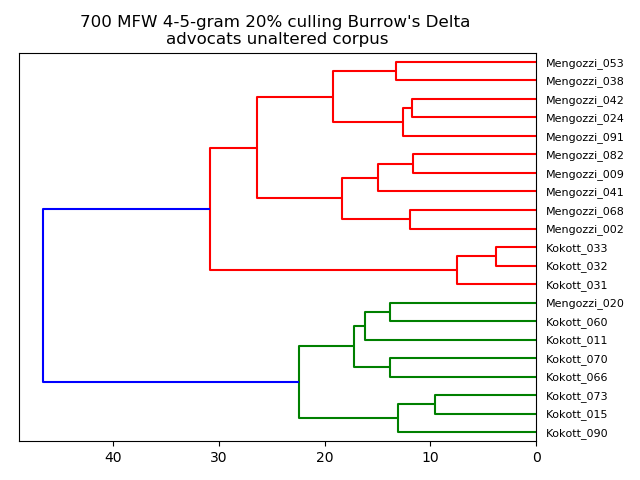 700 MFW 4-5-gram 20% culling Burrow's Delta
advocats unaltered corpus
Mengozzi_053
Mengozzi_038
Mengozzi_042
Mengozzi_024
Mengozzi_091
Mengozzi_082
Mengozzi_009
Mengozzi_041
Mengozzi_068
Mengozzi_002
Kokott_033
Kokott_032
Kokott_031
Mengozzi_020
Kokott_060
Kokott_011
Kokott_070
Kokott_066
Kokott_073
Kokott_015
Kokott_090
40 30 20 10 0